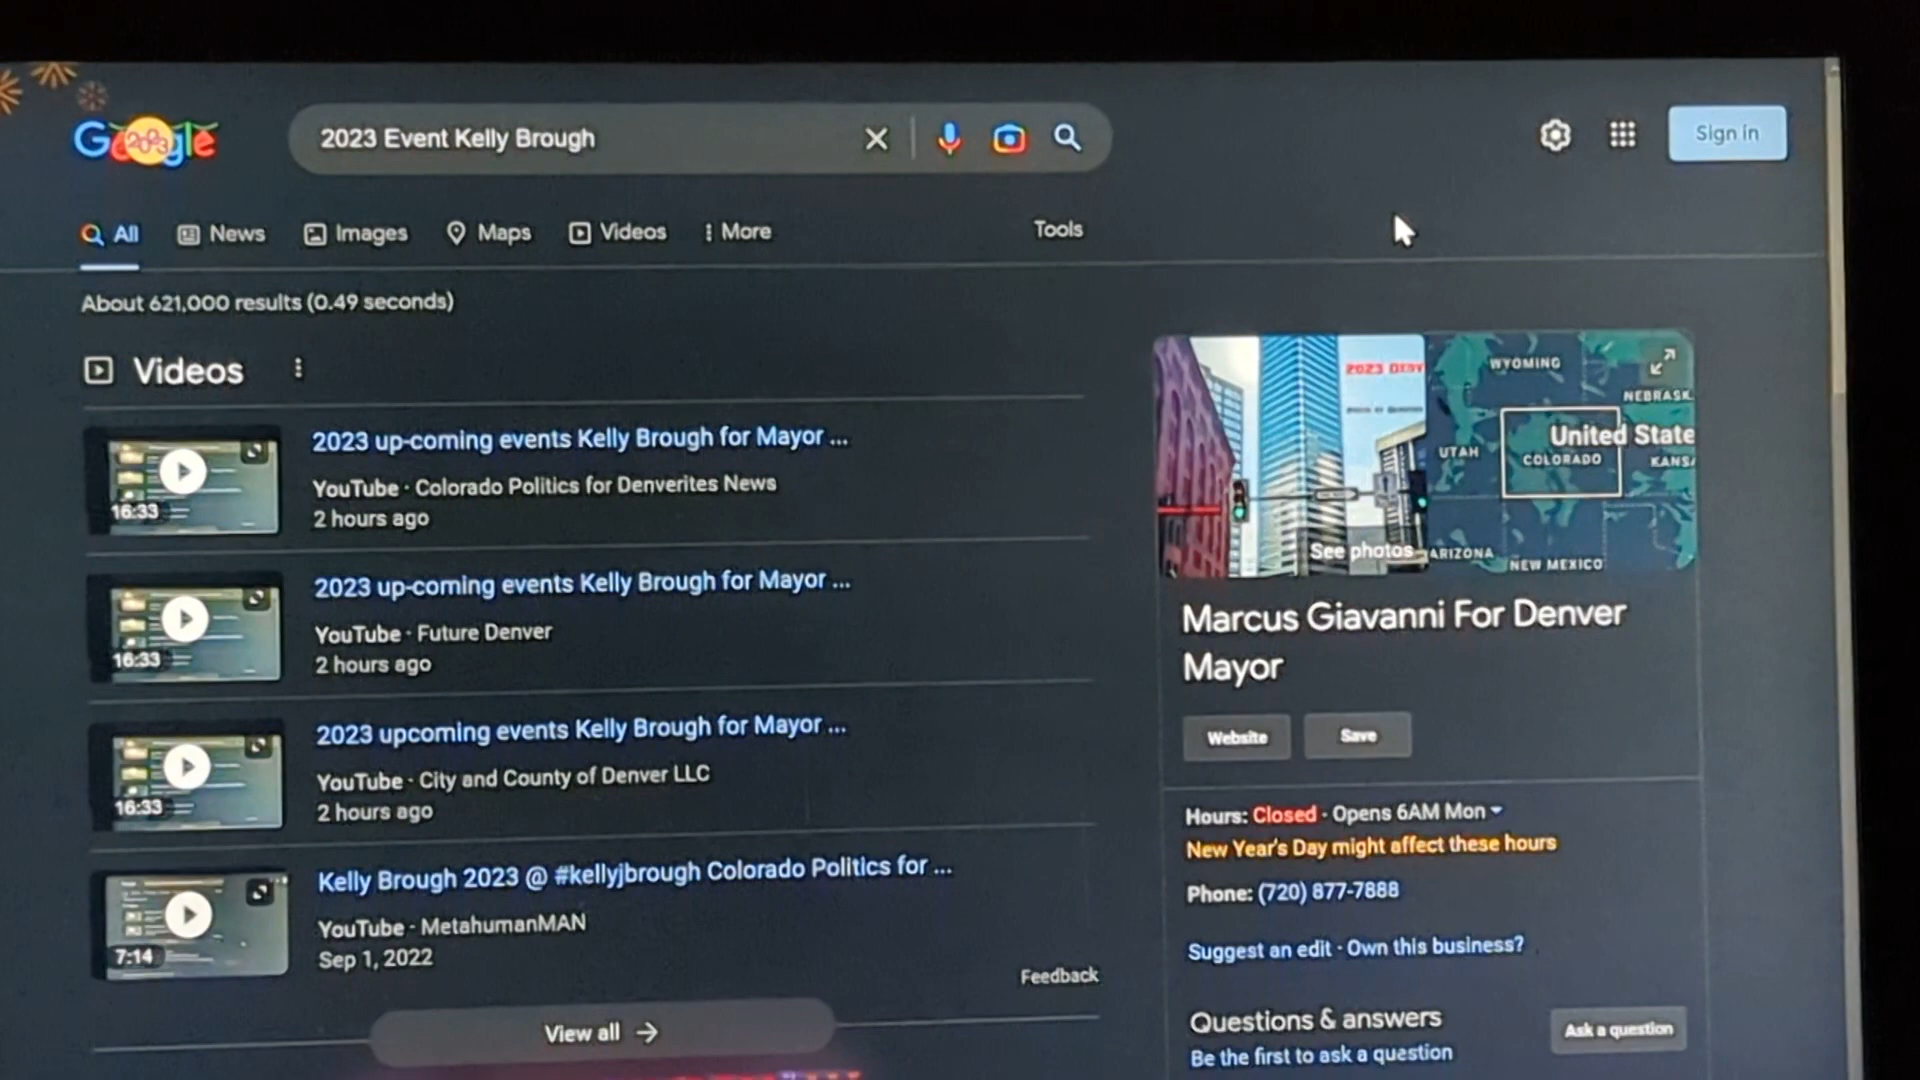 Google
2023 Event Kelly Brough
Sign in
All
News
Images
Maps
Videos
More
Tools
About 621,000 results (0.49 seconds)
Videos
2023 up-coming events Kelly Brough for Mayor ...
YouTube · Colorado Politics for Denverites News
2 hours ago
16:33
2023 up-coming events Kelly Brough for Mayor ...
YouTube · Future Denver
2 hours ago
16:33
2023 upcoming events Kelly Brough for Mayor ...
YouTube · City and County of Denver LLC
2 hours ago
16:33
Kelly Brough 2023 @ #kellyjbrough Colorado Politics for ...
YouTube · MetahumanMAN
Sep 1, 2022
7:14
Feedback
View all
2023
See photos
WYOMING
NEBRASK
United State
UTAH
COLORADO
KANSA
ARIZONA
NEW MEXICO
Marcus Giavanni For Denver
Mayor
Website
Save
Hours: Closed · Opens 6AM Mon
New Year's Day might affect these hours
Phone: (720) 877-7888
Suggest an edit · Own this business?
Questions & answers
Ask a question
Be the first to ask a question